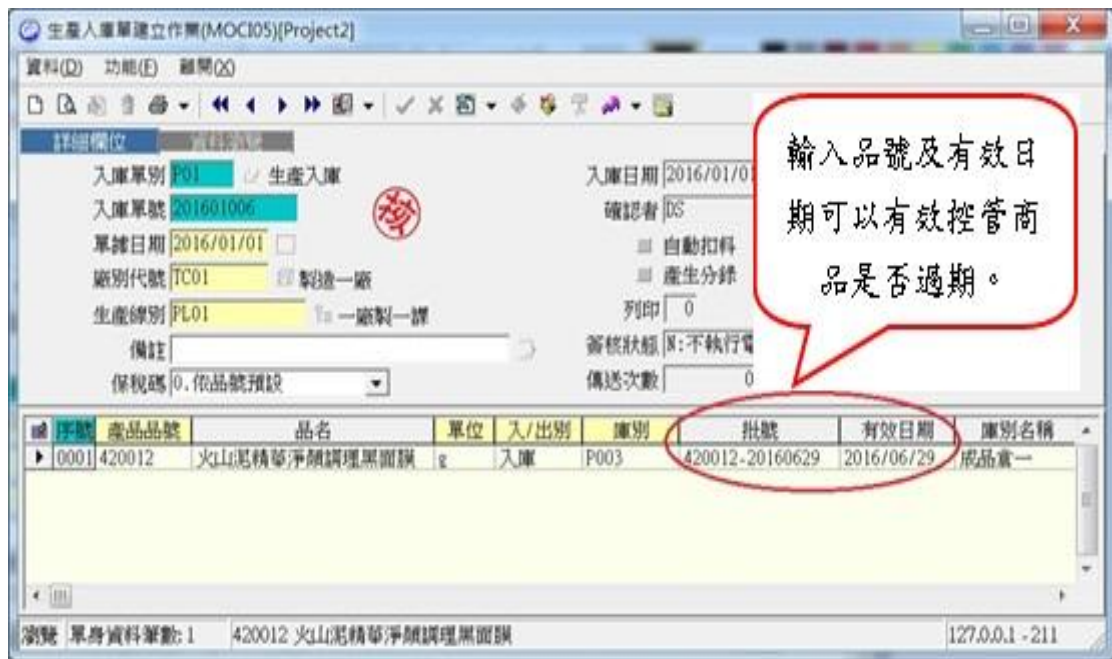 生產入庫單建立作業(MOCI05)[Project2]
資料(D) 功能(F) 離開(X)
詳細欄位 資料瀏覽
入庫單別 P01 生產入庫
入庫單號 201601006
單據日期 2016/01/01
廠別代號 TC01 製造一廠
生產線別 PL01 一廠製一課
備註
保稅碼 0.依品號預設
入庫日期 2016/01/01
確認者 DS
自動扣料
產生分錄
列印 0
簽核狀態 N:不執行電
傳送次數 0
核
輸入品號及有效日
期可以有效控管商
品是否過期。
序號 產品品號 品名 單位 入/出別 庫別 批號 有效日期 庫別名稱
0001 420012 火山泥精華淨顏調理黑面膜 g 入庫 P003 420012-20160629 2016/06/29 成品倉一
瀏覽 單身資料筆數:1 420012 火山泥精華淨顏調理黑面膜 127.0.0.1 - 211